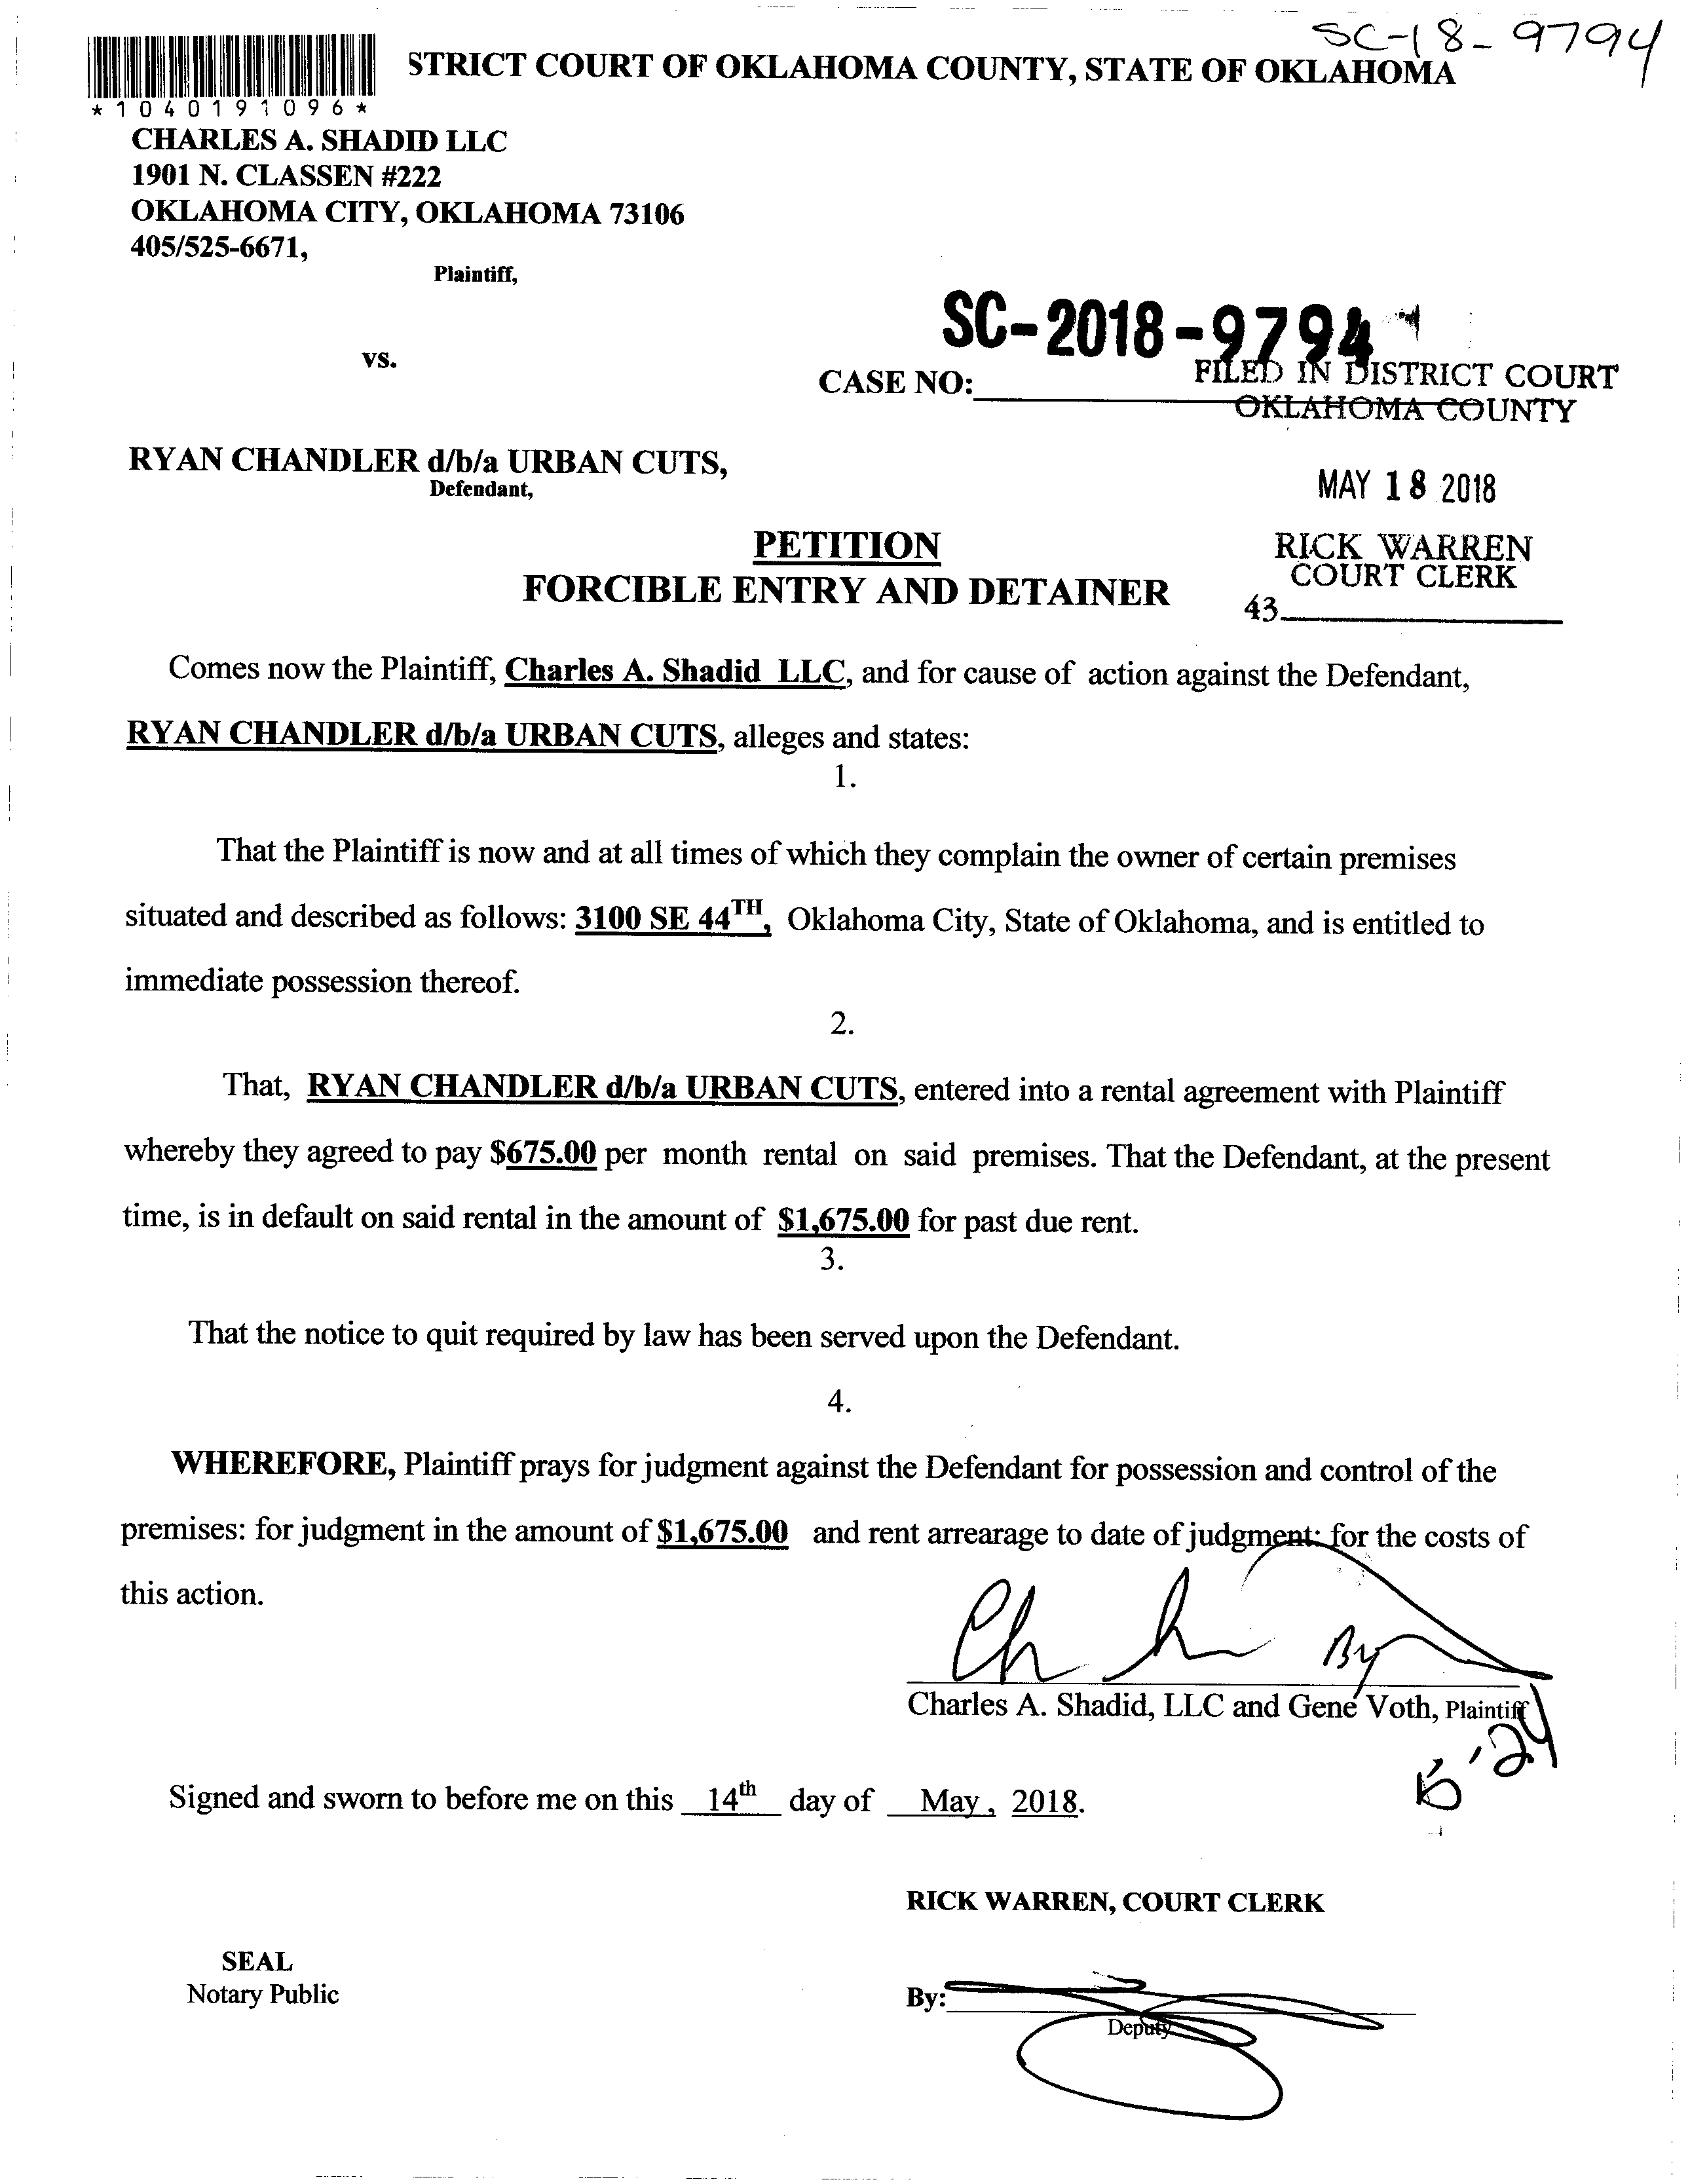 SC-18-9794
STRICT COURT OF OKLAHOMA COUNTY, STATE OF OKLAHOMA
*1040191096*
CHARLES A. SHADID LLC
1901 N. CLASSEN #222
OKLAHOMA CITY, OKLAHOMA 73106
405/525-6671,
Plaintiff,
SC-2018-9794
vs.
CASE NO:
FILED IN DISTRICT COURT
OKLAHOMA COUNTY
RYAN CHANDLER d/b/a URBAN CUTS,
Defendant,
MAY 18 2018
PETITION
RICK WARREN
COURT CLERK
FORCIBLE ENTRY AND DETAINER
43
Comes now the Plaintiff, Charles A. Shadid LLC, and for cause of action against the Defendant,
RYAN CHANDLER d/b/a URBAN CUTS, alleges and states:
1.
That the Plaintiff is now and at all times of which they complain the owner of certain premises
situated and described as follows: 3100 SE 44TH, Oklahoma City, State of Oklahoma, and is entitled to
immediate possession thereof.
2.
That, RYAN CHANDLER d/b/a URBAN CUTS, entered into a rental agreement with Plaintiff
whereby they agreed to pay $675.00 per month rental on said premises. That the Defendant, at the present
time, is in default on said rental in the amount of $1,675.00 for past due rent.
3.
That the notice to quit required by law has been served upon the Defendant.
4.
WHEREFORE, Plaintiff prays for judgment against the Defendant for possession and control of the
premises: for judgment in the amount of $1,675.00 and rent arrearage to date of judgment: for the costs of
this action.
By
Charles A. Shadid, LLC and Gene Voth, Plaintiff
Signed and sworn to before me on this 14th day of May, 2018.
RICK WARREN, COURT CLERK
SEAL
Notary Public
By:
Deputy